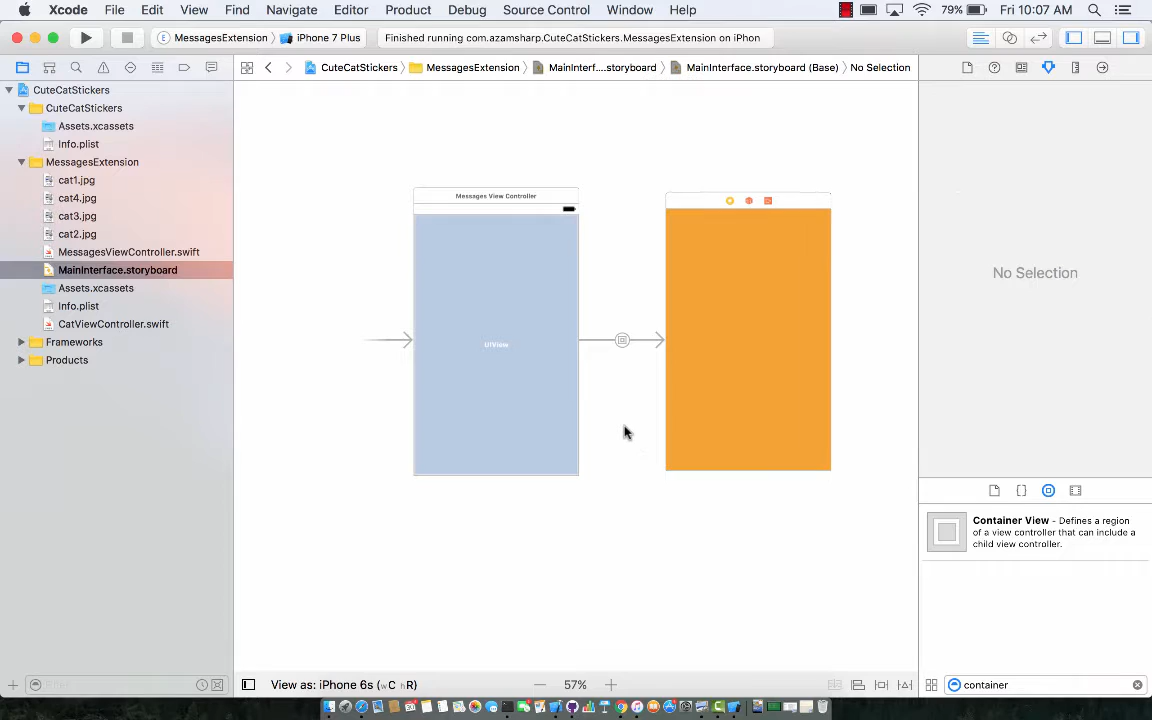 Xcode File Edit View Find Navigate Editor Product Debug Source Control Window Help 79% Fri 10:07 AM
MessagesExtension iPhone 7 Plus Finished running com.azamsharp.CuteCatStickers.MessagesExtension on iPhon
CuteCatStickers MessagesExtension MainInterf....storyboard MainInterface.storyboard (Base) No Selection
CuteCatStickers
CuteCatStickers
Assets.xcassets
Info.plist
MessagesExtension
cat1.jpg
cat4.jpg
cat3.jpg
cat2.jpg
MessagesViewController.swift
MainInterface.storyboard
Assets.xcassets
Info.plist
CatViewController.swift
Frameworks
Products
Messages View Controller
UIView
No Selection
Container View - Defines a region
of a view controller that can include a
child view controller.
View as: iPhone 6s (wC hR) 57%
container